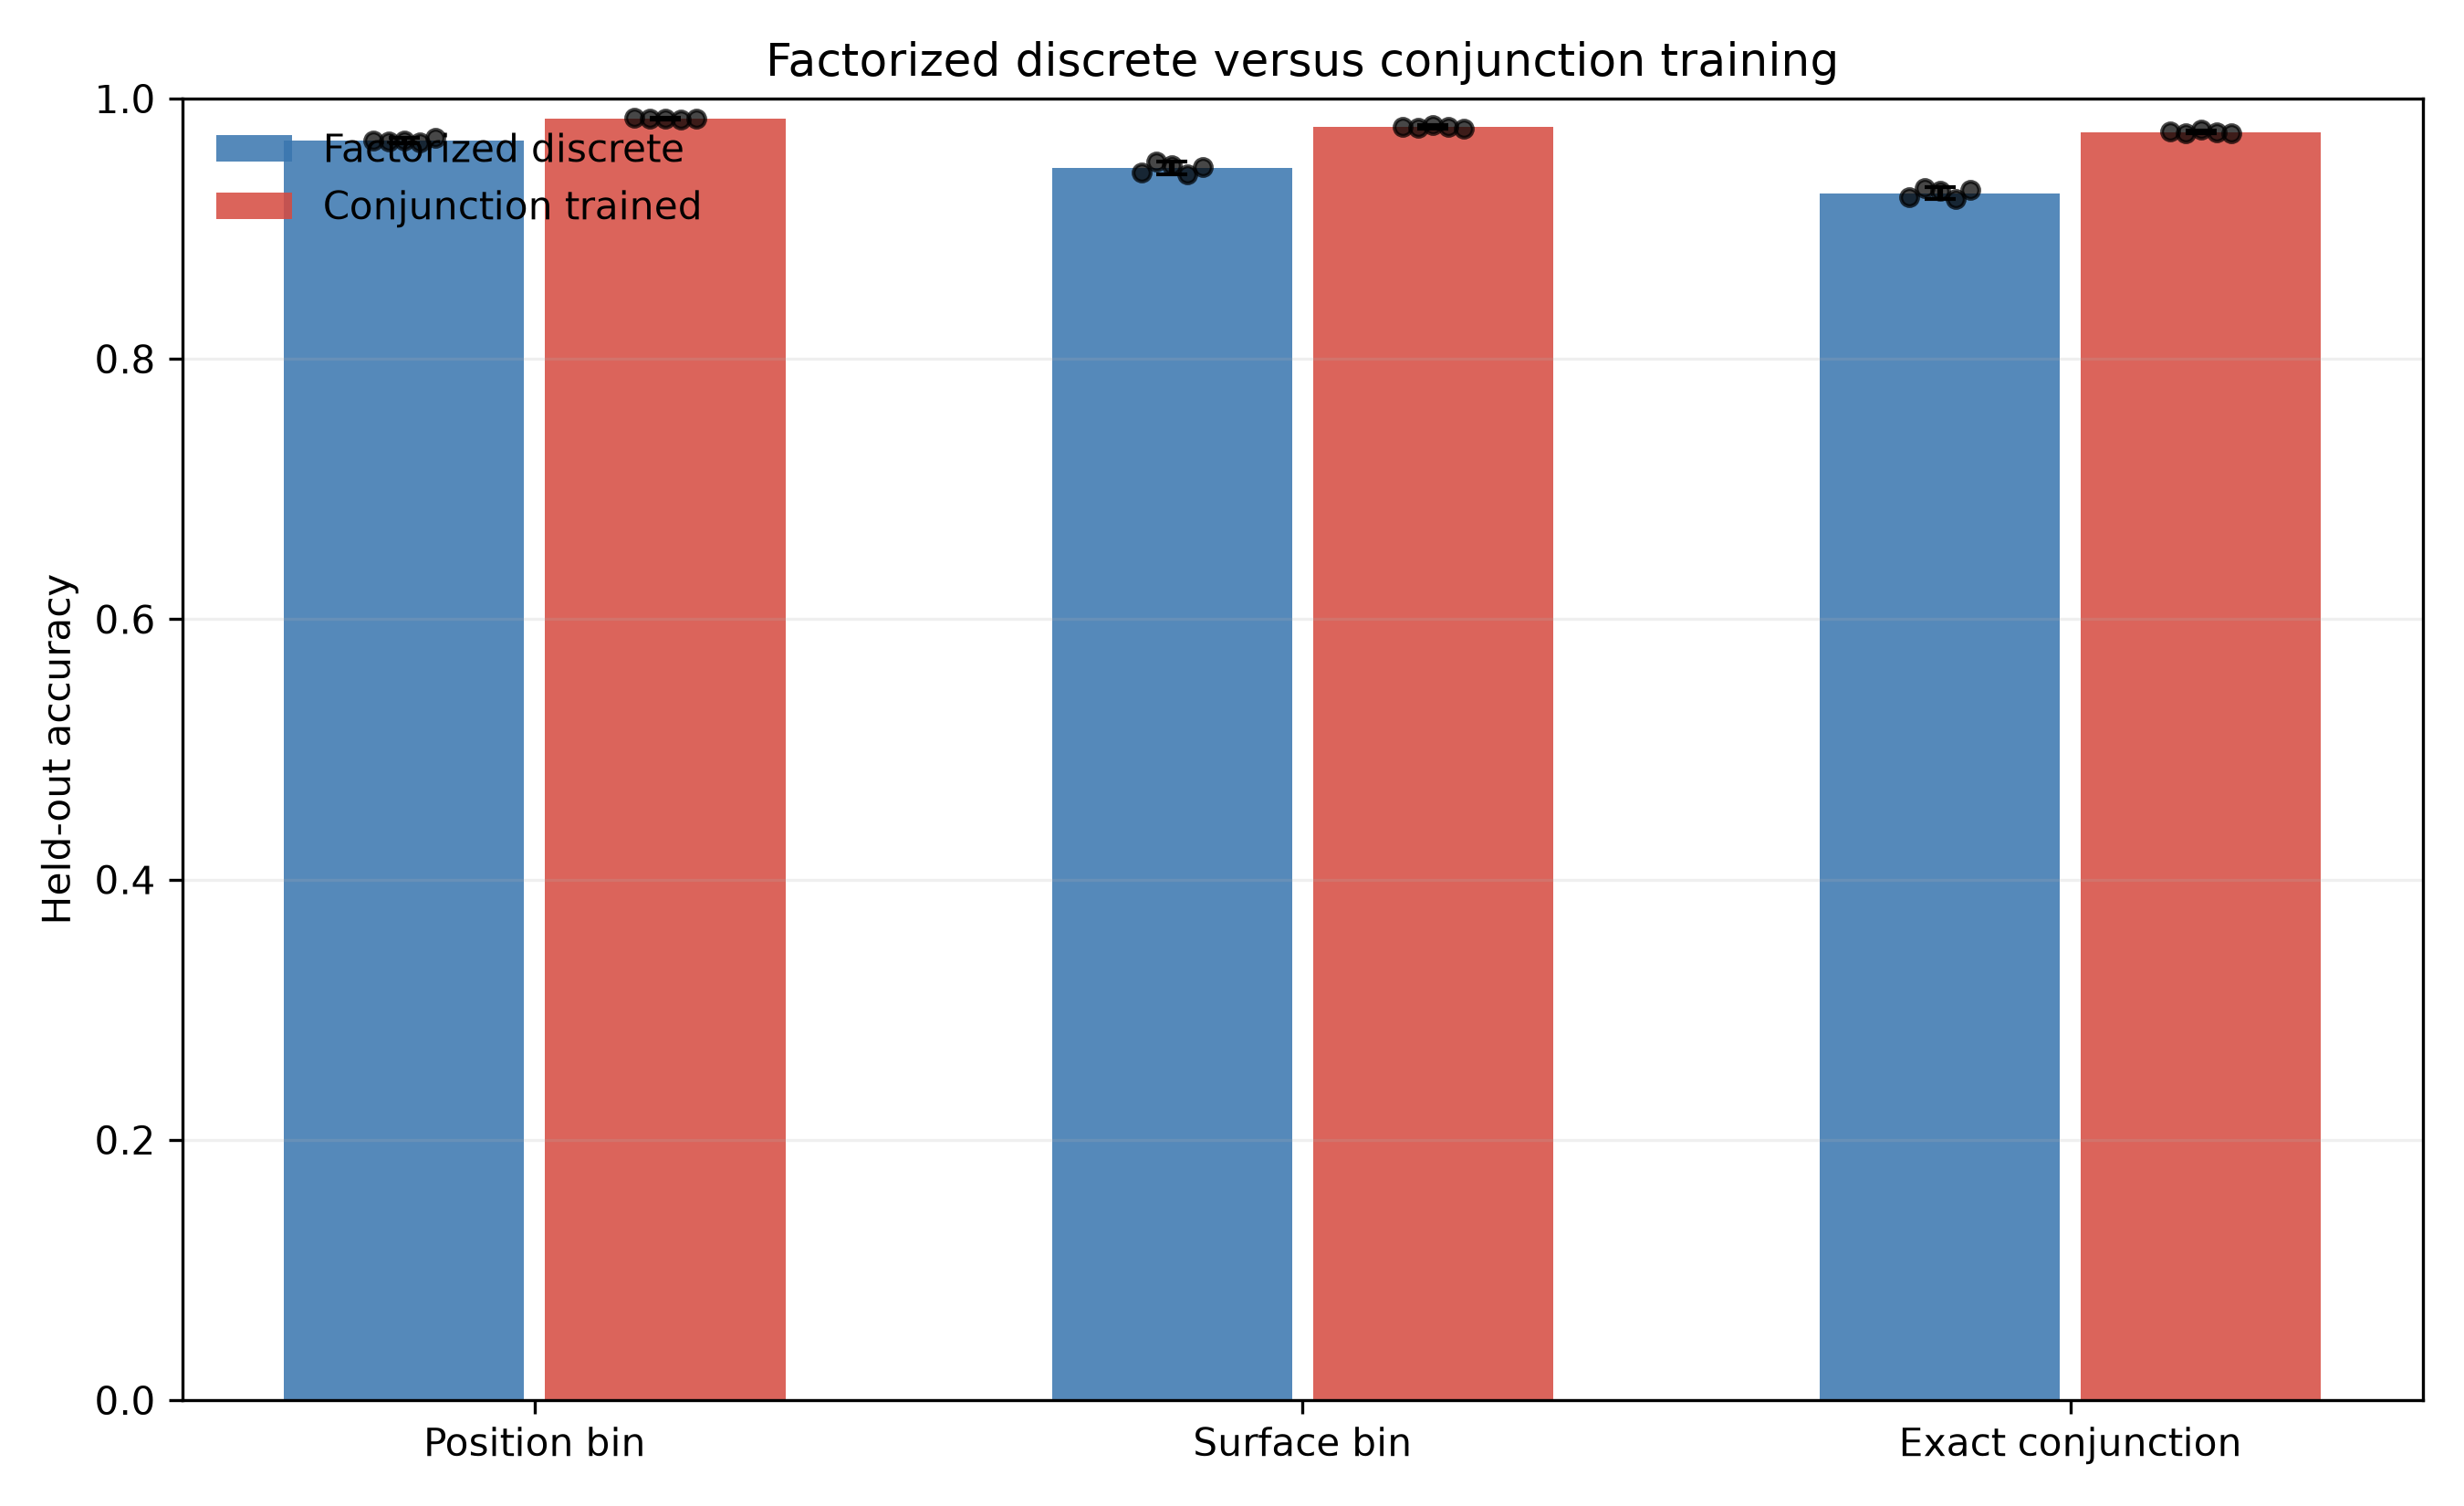 Factorized discrete versus conjunction training
1.0
0.8
0.6
0.4
0.2
0.0
Held-out accuracy
Factorized discrete
Conjunction trained
Position bin
Surface bin
Exact conjunction